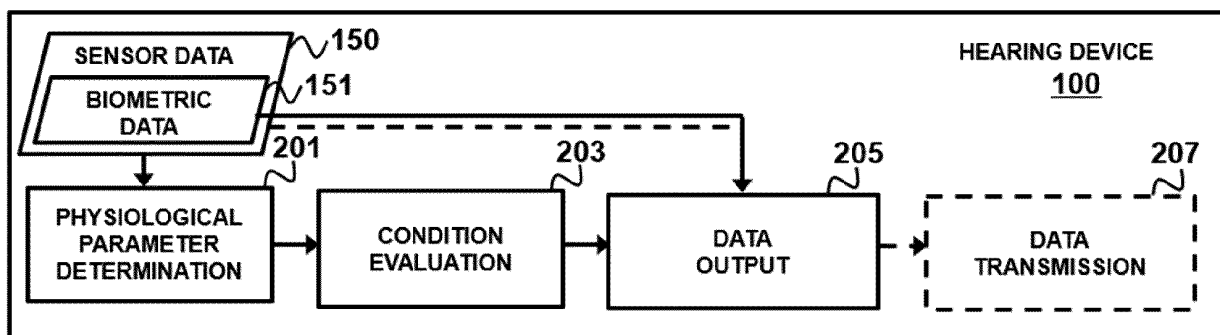 SENSOR DATA
150
BIOMETRIC
DATA
151
HEARING DEVICE
100
201
203
205
207
PHYSIOLOGICAL
PARAMETER
DETERMINATION
CONDITION
EVALUATION
DATA
OUTPUT
DATA
TRANSMISSION